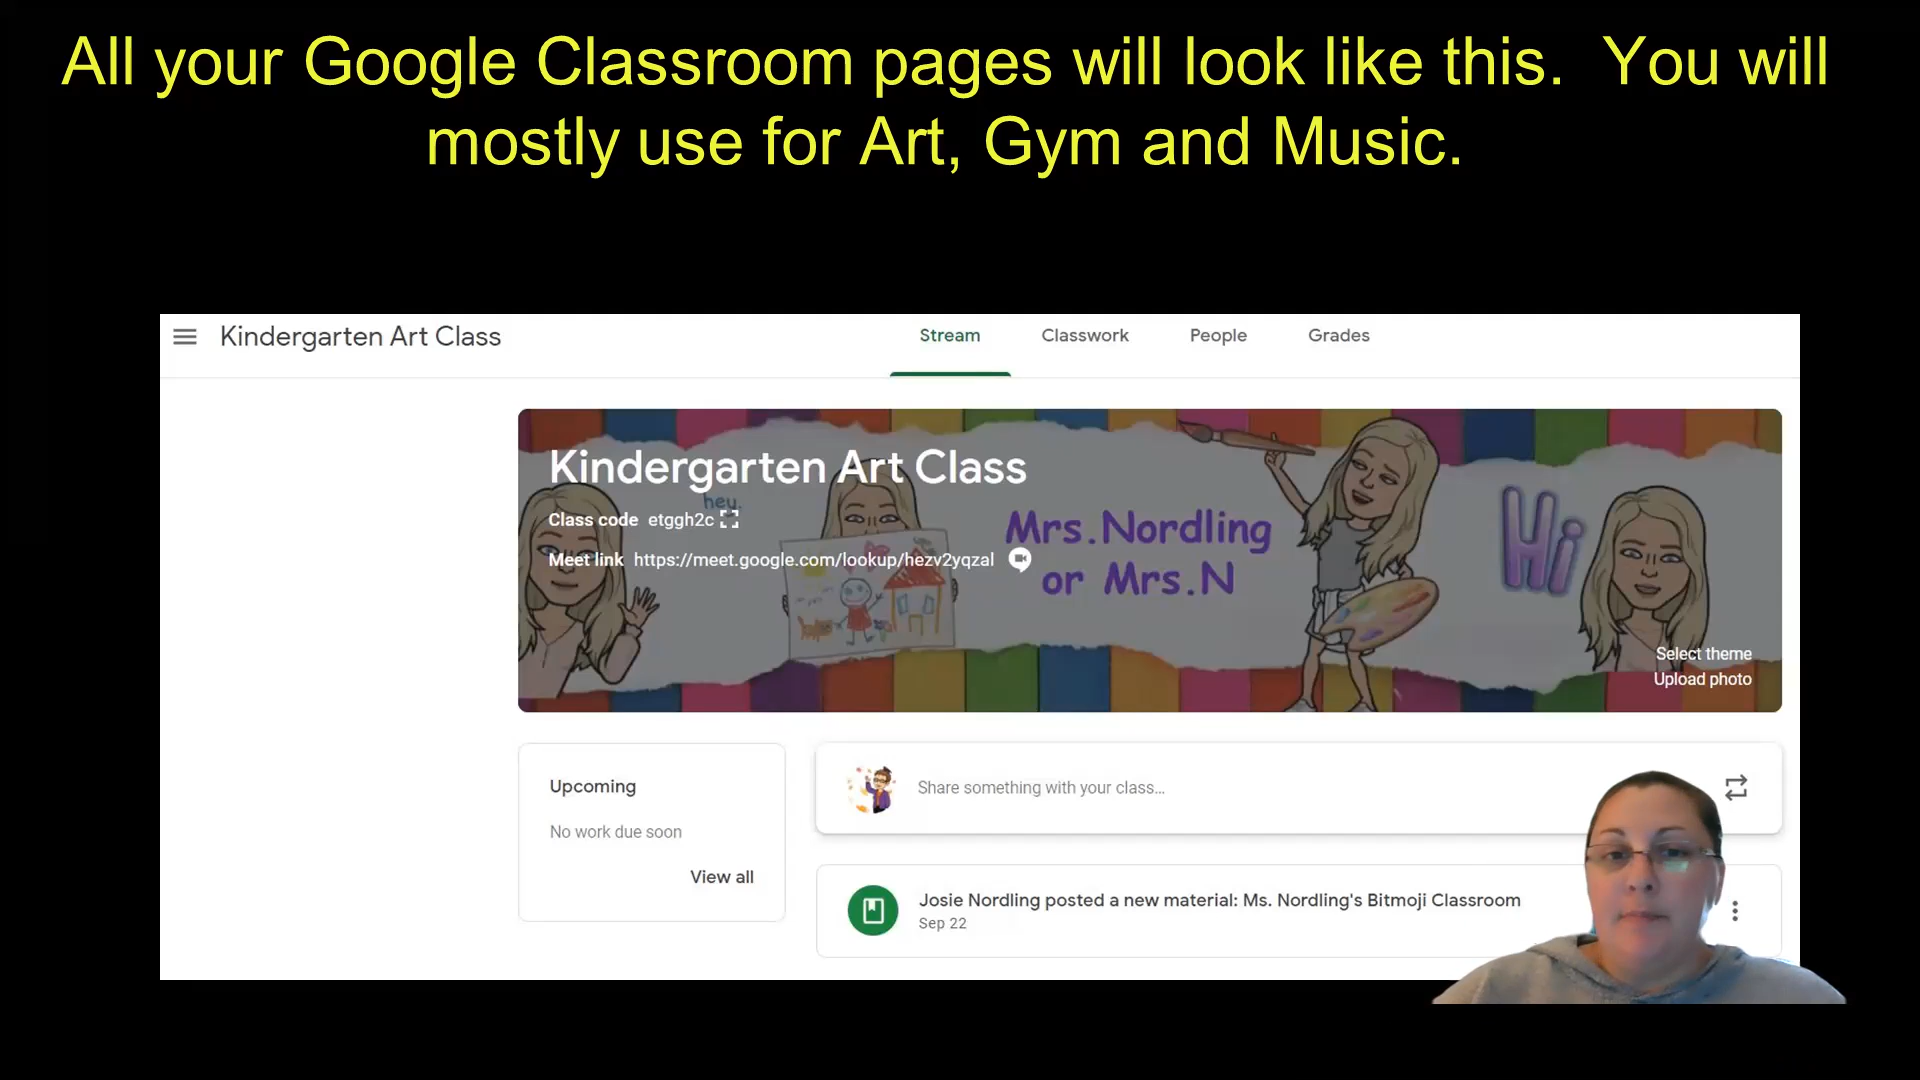 All your Google Classroom pages will look like this.  You will
mostly use for Art, Gym and Music.
Kindergarten Art Class
Stream
Classwork
People
Grades
Kindergarten Art Class
hey.
Class code etggh2c
Meet link https://meet.google.com/lookup/hezv2yqzal
Mrs.Nordling
or Mrs.N
Hi
Select theme
Upload photo
Upcoming
No work due soon
View all
Share something with your class...
Josie Nordling posted a new material: Ms. Nordling's Bitmoji Classroom
Sep 22